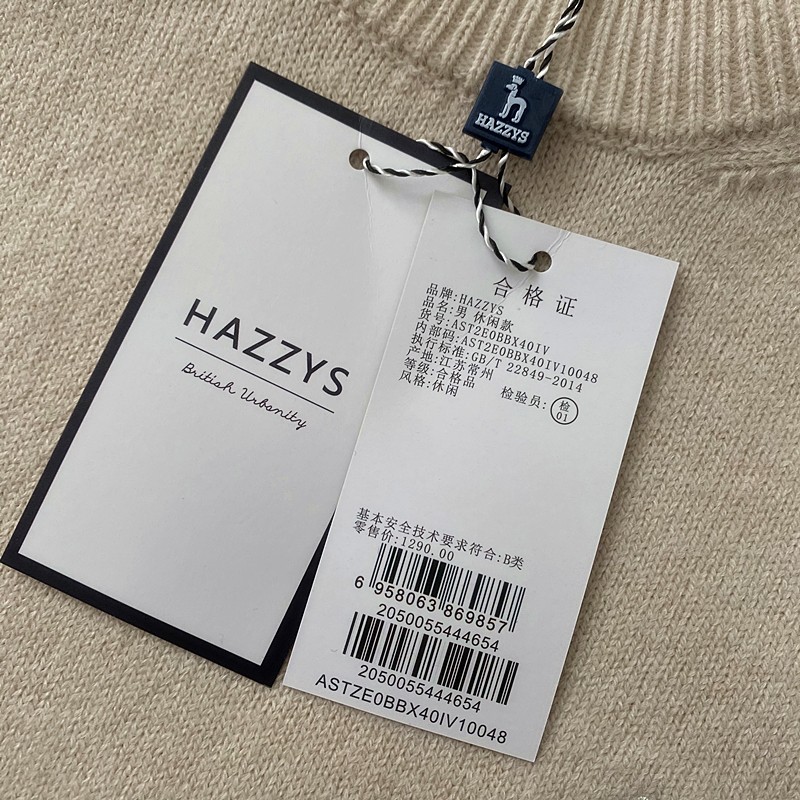 HAZZYS
HAZZYS
British Urbanity
合格证
品牌:HAZZYS
品名:男 休闲款
货号:AST2E0BBX40IV
内部码:AST2E0BBX40IV10048
执行标准:GB/T 22849-2014
产地:江苏常州
等级:合格品
检验员: 检 01
风格:休闲
基本安全技术要求符合:B类
零售价:1290.00
6 958063 869857
2050055444654
2050055444654
ASTZE0BBX40IV10048